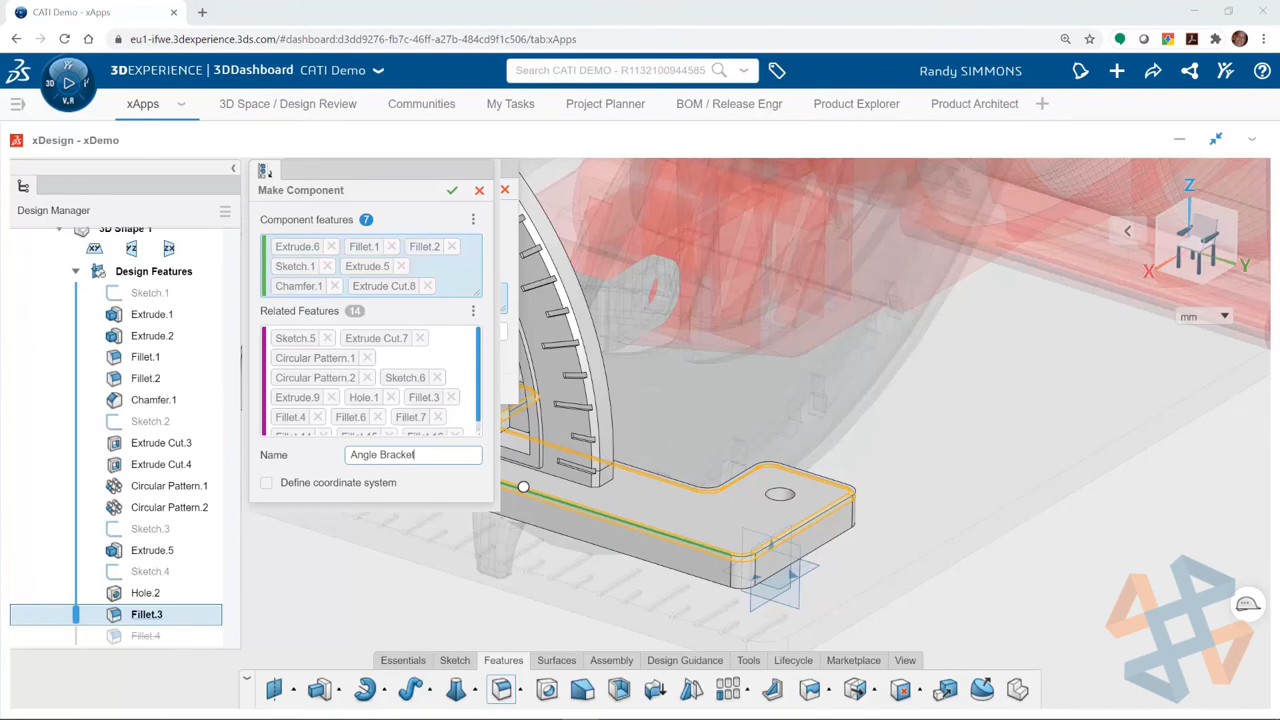 CATI Demo - xApps
eu1-ifwe.3dexperience.3ds.com/#dashboard:d3dd9276-fb7c-46ff-a27d-cd9f1c506/tab:xApps
3DEXPERIENCE | 3DDashboard CATI Demo
Search CATI DEMO - R1132100944585
Randy SIMMONS
3D
V.R
xApps
3D Space / Design Review
Communities
My Tasks
Project Planner
BOM / Release Engr
Product Explorer
Product Architect
xDesign - xDemo
Design Manager
3D Shape 1
XY YZ ZX
Design Features
Sketch.1
Extrude.1
Extrude.2
Fillet.1
Fillet.2
Chamfer.1
Sketch.2
Extrude Cut.3
Extrude Cut.4
Circular Pattern.1
Circular Pattern.2
Sketch.3
Extrude.5
Sketch.4
Hole.2
Fillet.3
Fillet.4
Make Component
Component features 7
Extrude.6 Fillet.1 Fillet.2
Sketch.1 Extrude.5
Chamfer.1 Extrude Cut.8
Related Features 14
Sketch.5 Extrude Cut.7
Circular Pattern.1
Circular Pattern.2 Sketch.6
Extrude.9 Hole.1 Fillet.3
Fillet.4 Fillet.6 Fillet.7
Name Angle Bracket
Define coordinate system
Z
X Y
mm
Essentials Sketch Features Surfaces Assembly Design Guidance Tools Lifecycle Marketplace View